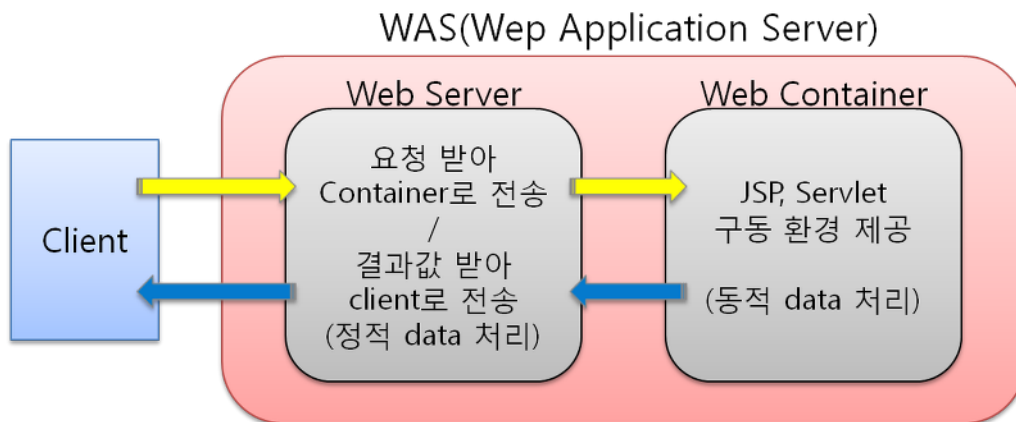 WAS(Wep Application Server)
Web Server
Web Container
Client
요청 받아
Container로 전송
/
결과값 받아
client로 전송
(정적 data 처리)
JSP, Servlet
구동 환경 제공
(동적 data 처리)